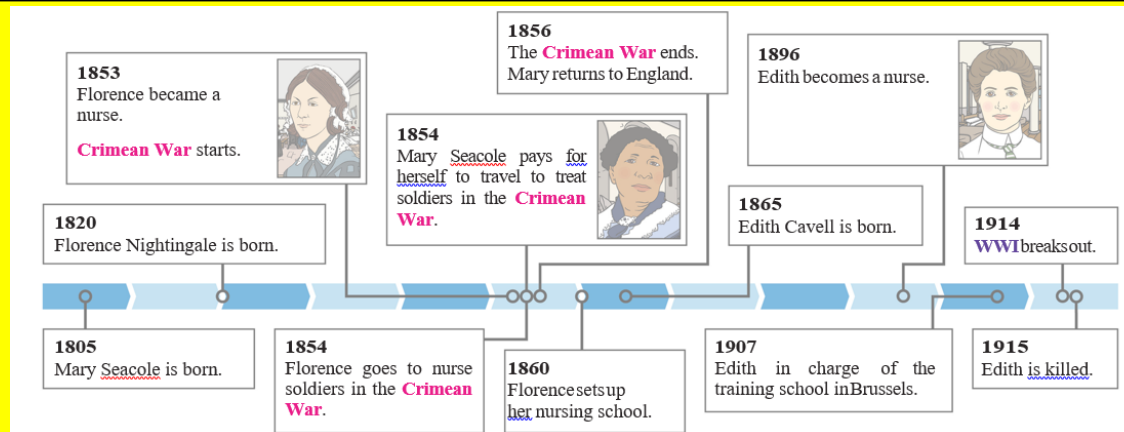 1853
Florence became a
nurse.
Crimean War starts.
1856
The Crimean War ends.
Mary returns to England.
1896
Edith becomes a nurse.
1854
Mary Seacole pays for
herself to travel to treat
soldiers in the Crimean
War.
1820
Florence Nightingale is born.
1865
Edith Cavell is born.
1914
WWI breaks out.
1805
Mary Seacole is born.
1854
Florence goes to nurse
soldiers in the Crimean
War.
1860
Florence sets up
her nursing school.
1907
Edith in charge of the
training school in Brussels.
1915
Edith is killed.